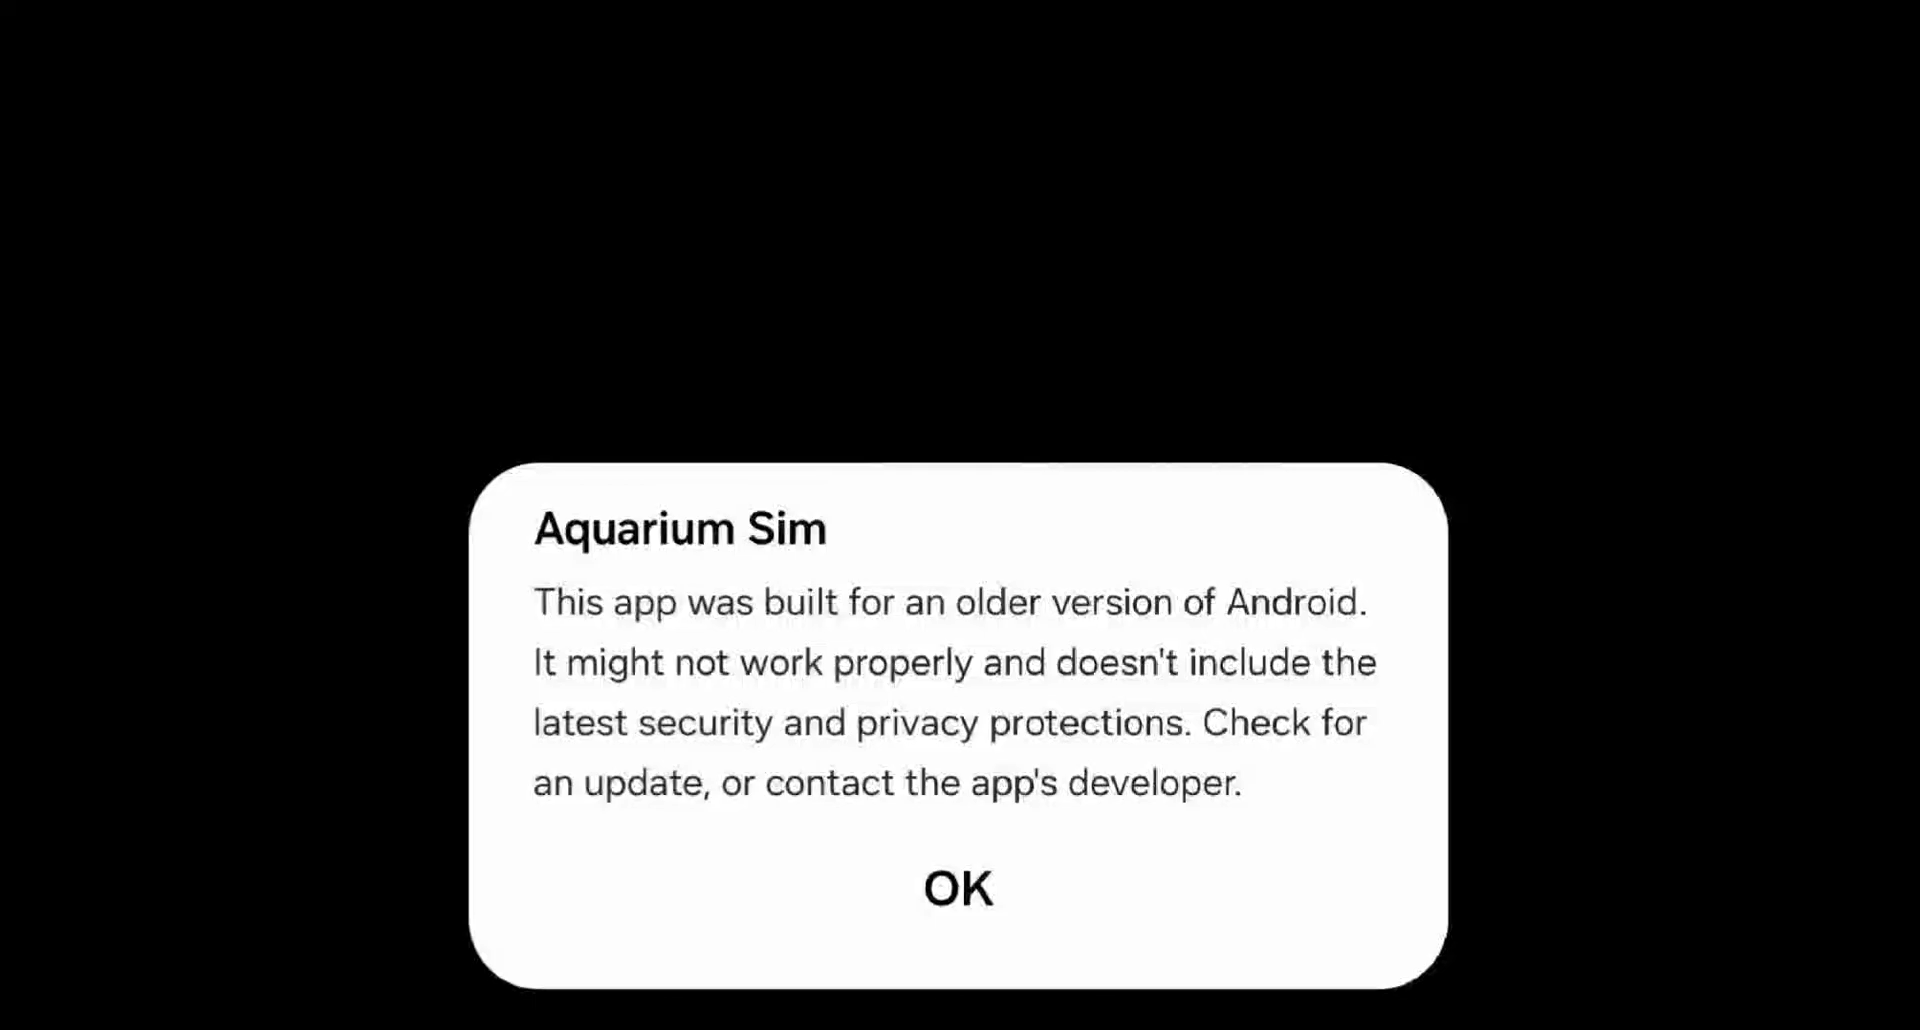 Aquarium Sim
This app was built for an older version of Android.
It might not work properly and doesn't include the
latest security and privacy protections. Check for
an update, or contact the app's developer.
OK